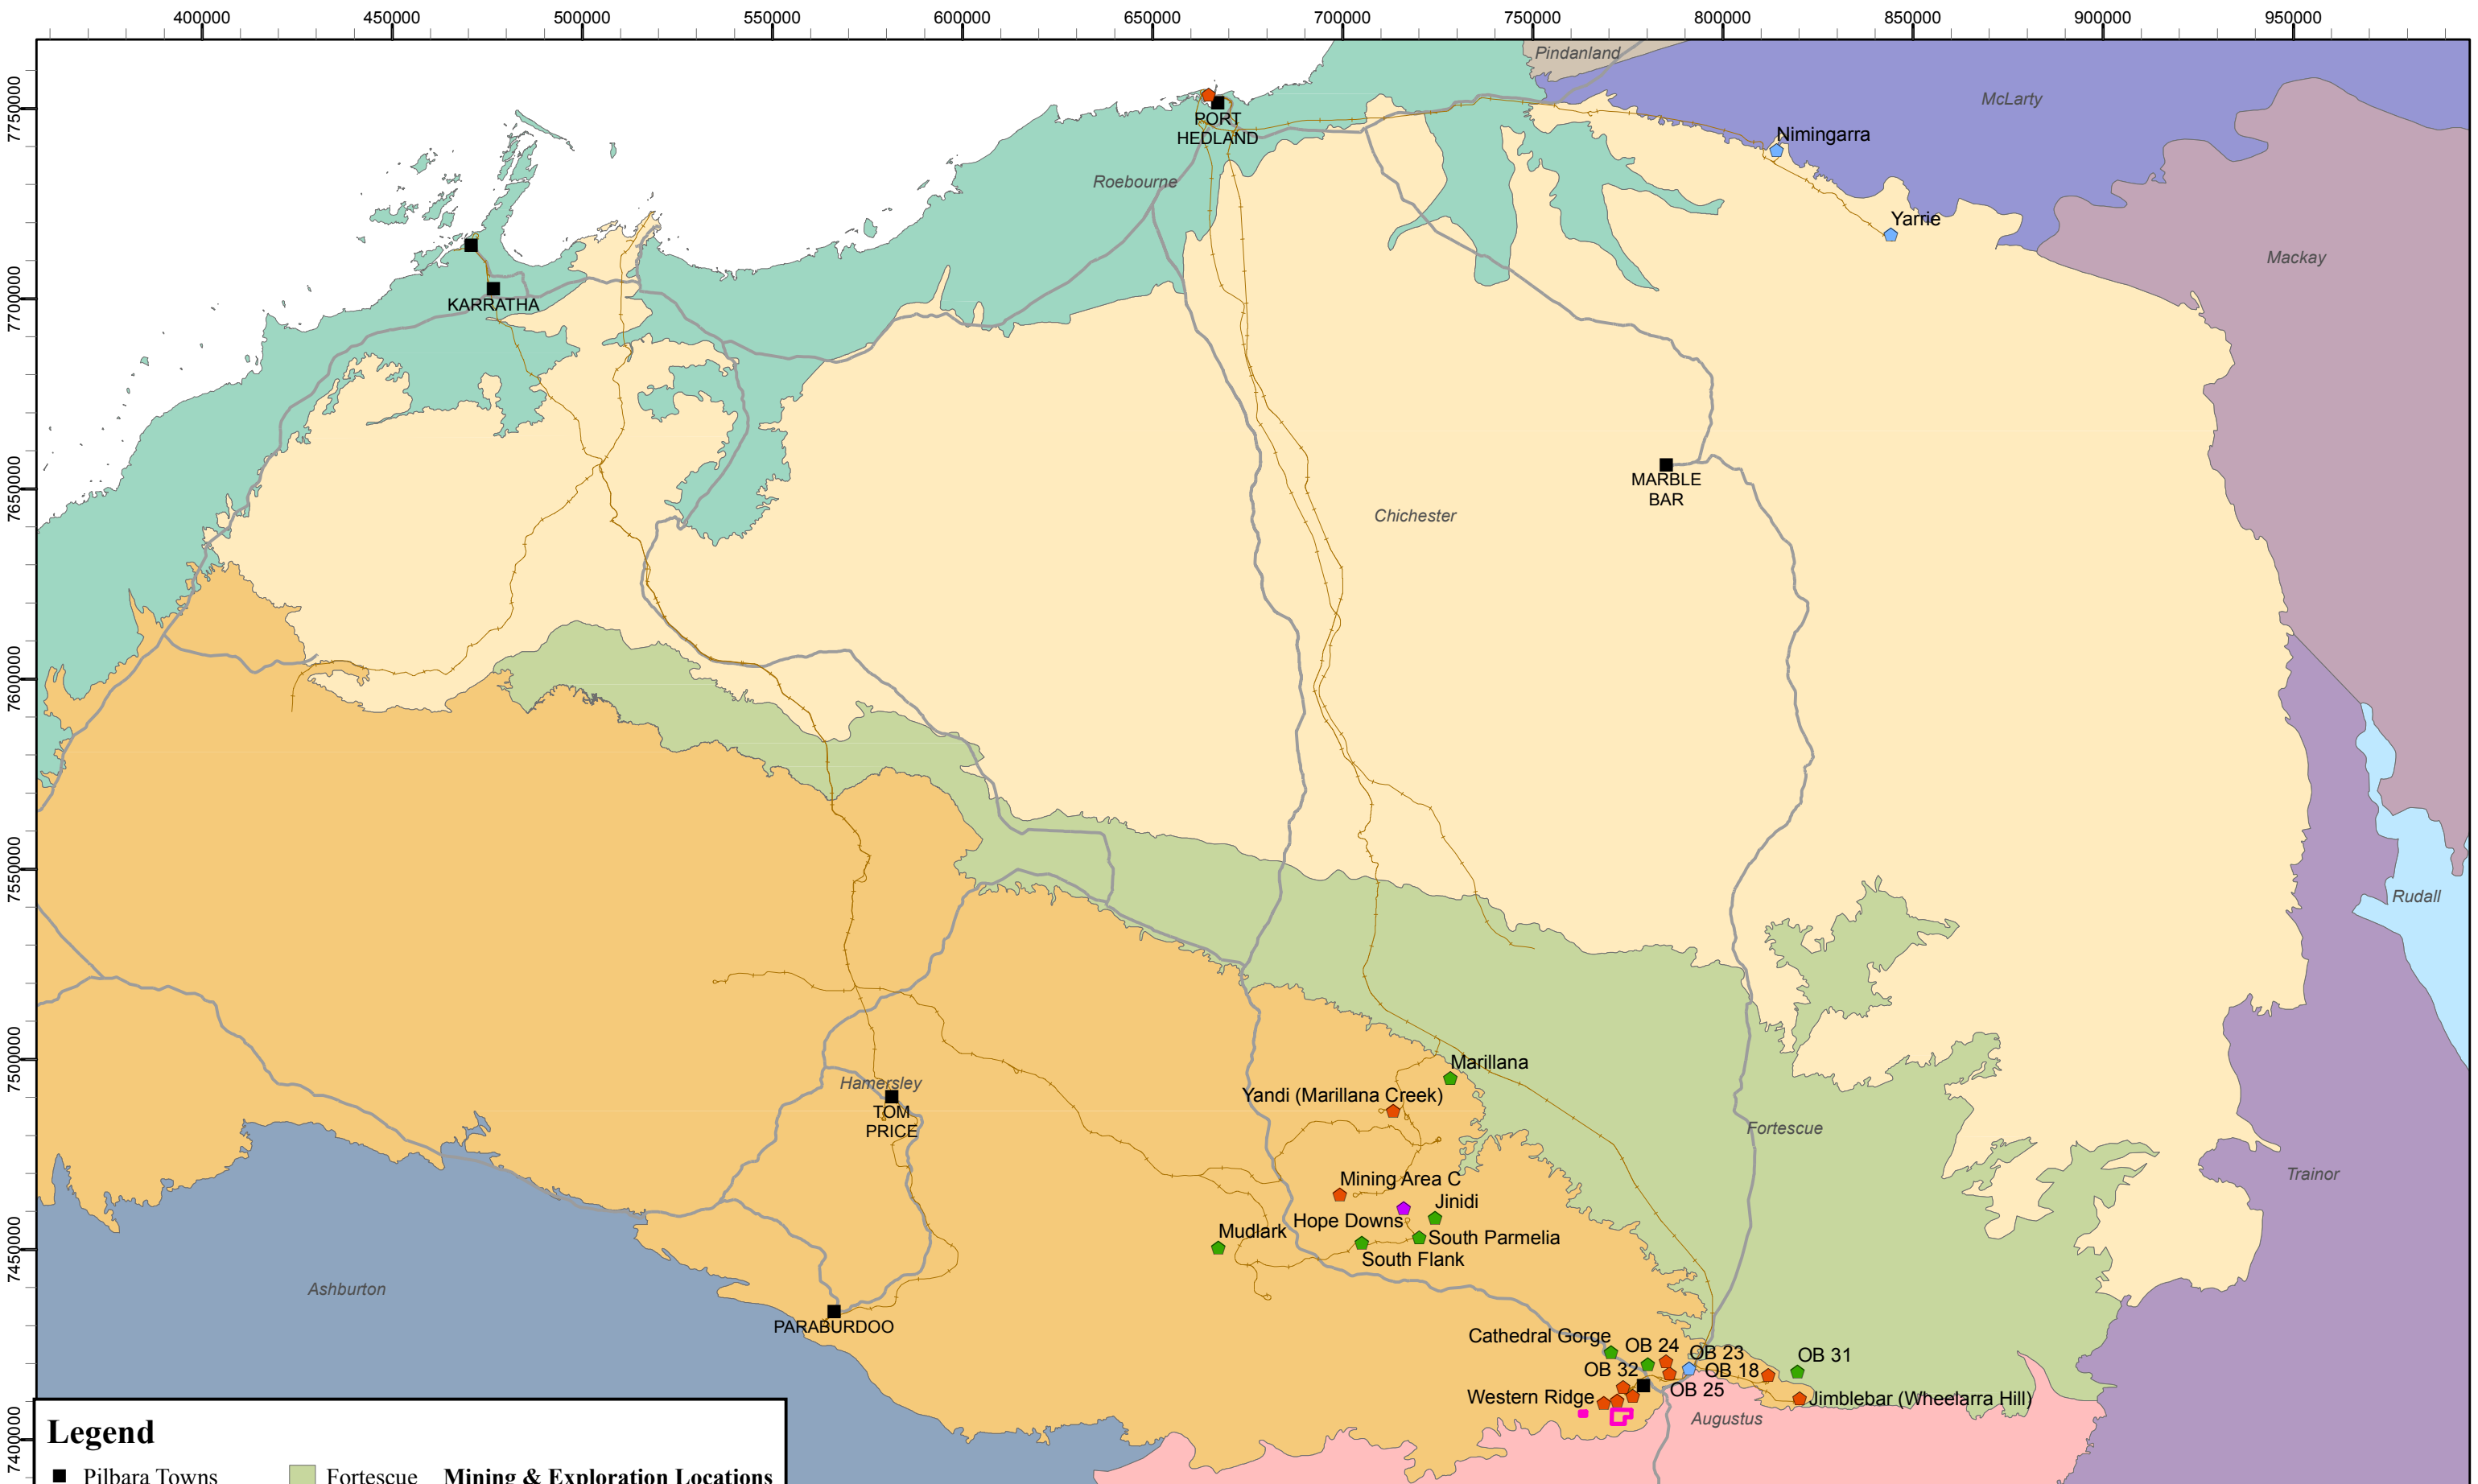 400000 450000 500000 550000 600000 650000 700000 750000 800000 850000 900000 950000
7750000
7700000
7650000
7600000
7550000
7500000
7450000
7400000
Pindanland
McLarty
PORT
HEDLAND
Nimingarra
Roebourne
Yarrie
Mackay
KARRATHA
MARBLE
BAR
Chichester
Rudall
Marillana
Hamersley
Yandi (Marillana Creek)
TOM
PRICE
Fortescue
Mining Area C
Trainor
Jinidi
Hope Downs
Mudlark
South Parmelia
South Flank
Ashburton
PARABURDOO
Cathedral Gorge
OB 24
OB 23
OB 31
OB 32
OB 18
OB 25
Western Ridge
Jimblebar (Wheelarra Hill)
Augustus
Legend
Pilbara Towns
Fortescue
Mining & Exploration Locations